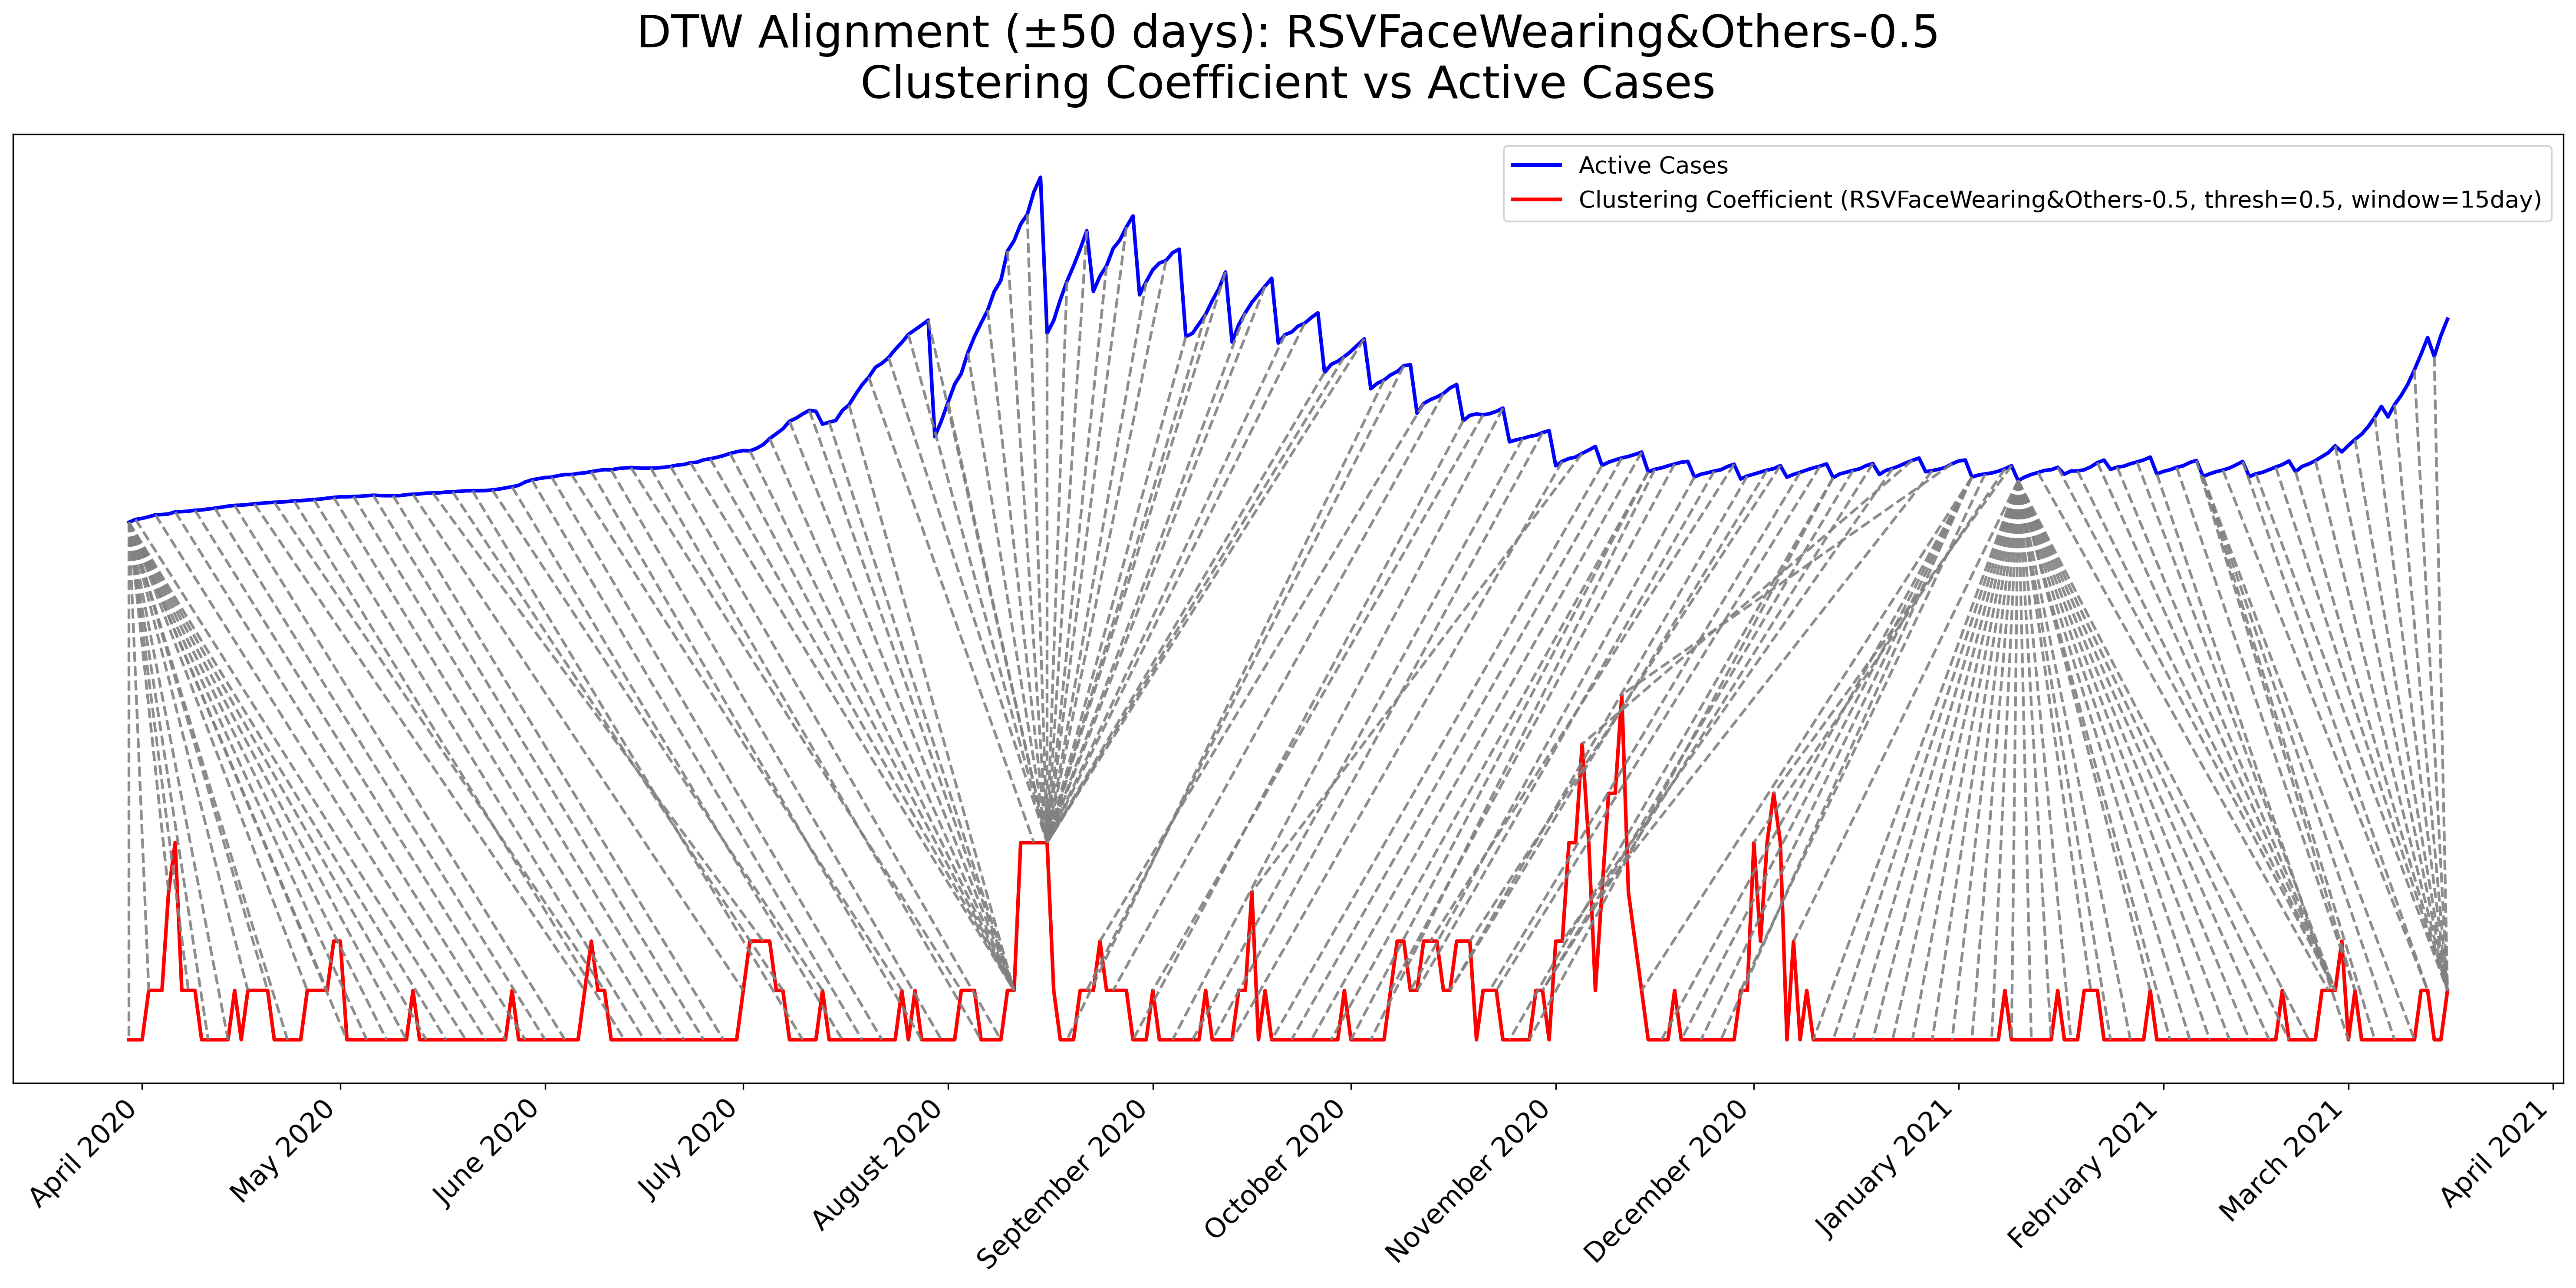 DTW Alignment (±50 days): RSVFaceWearing&Others-0.5
Clustering Coefficient vs Active Cases
Active Cases
Clustering Coefficient (RSVFaceWearing&Others-0.5, thresh=0.5, window=15day)
April 2020
May 2020
June 2020
July 2020
August 2020
September 2020
October 2020
November 2020
December 2020
January 2021
February 2021
March 2021
April 2021